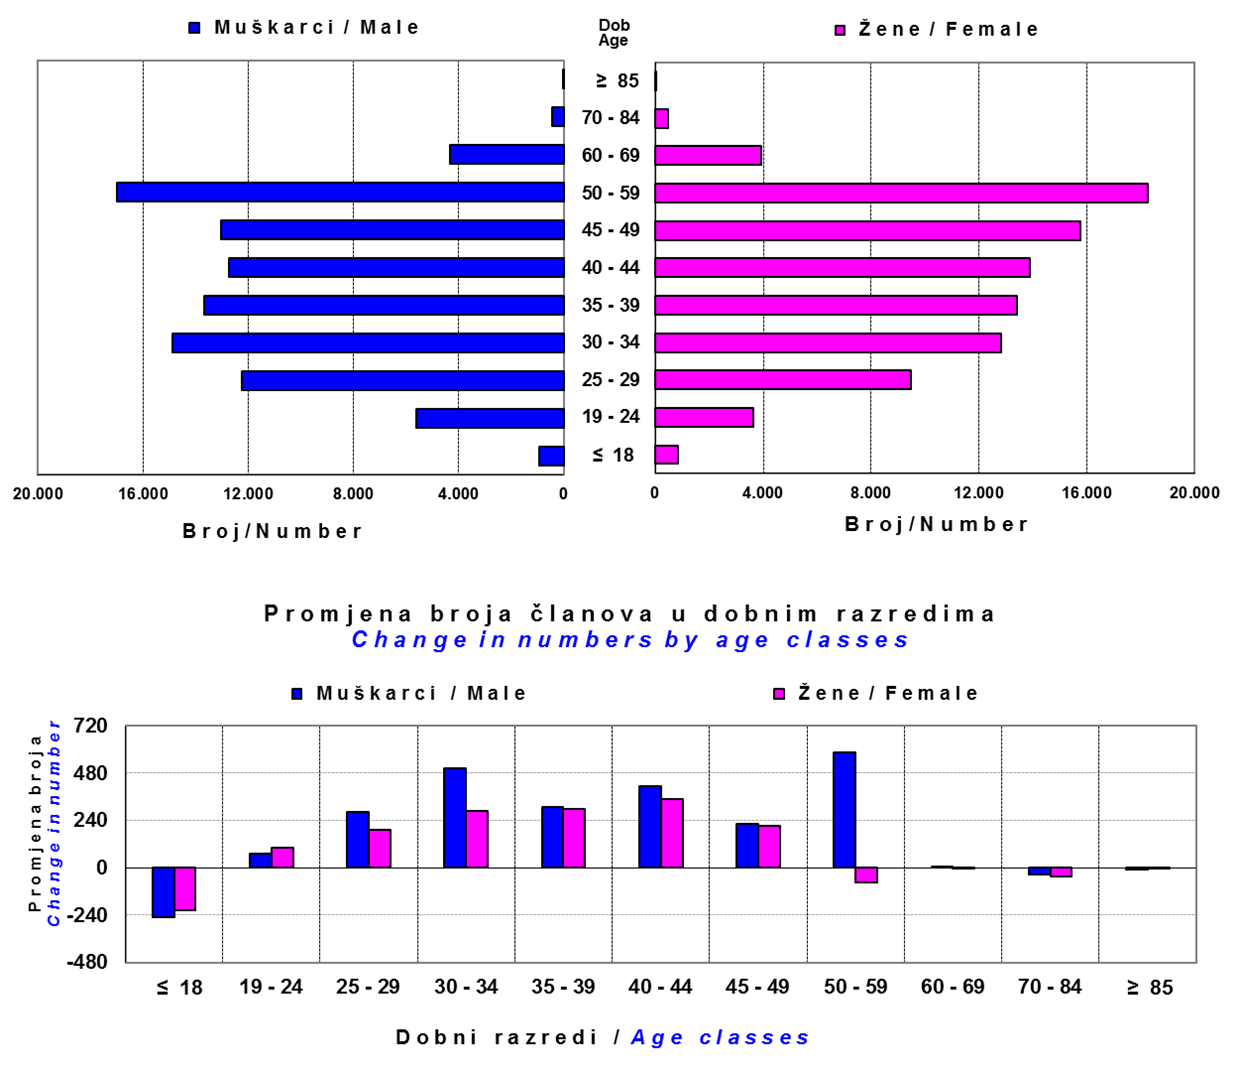 Muškarci / Male
Dob
Age
Žene / Female
≥ 85
70 - 84
60 - 69
50 - 59
45 - 49
40 - 44
35 - 39
30 - 34
25 - 29
19 - 24
≤ 18
20.000 16.000 12.000 8.000 4.000 0
0 4.000 8.000 12.000 16.000 20.000
Broj/Number
Broj/Number
Promjena broja članova u dobnim razredima
Change in numbers by age classes
Muškarci / Male
Žene / Female
Promjena broja
Change in number
720
480
240
0
-240
-480
≤ 18 19 - 24 25 - 29 30 - 34 35 - 39 40 - 44 45 - 49 50 - 59 60 - 69 70 - 84 ≥ 85
Dobni razredi / Age classes